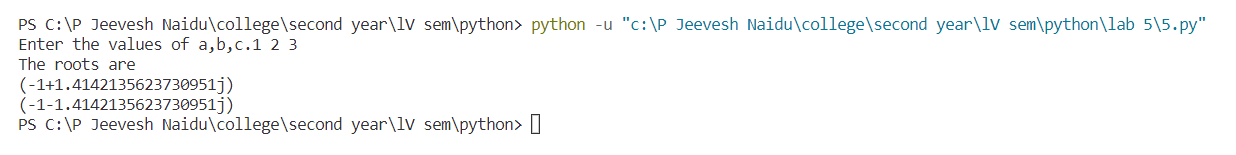 PS C:\P Jeevesh Naidu\college\second year\lV sem\python> python -u "c:\P Jeevesh Naidu\college\second year\lV sem\python\lab 5\5.py"
Enter the values of a,b,c.1 2 3
The roots are
(-1+1.4142135623730951j)
(-1-1.4142135623730951j)
PS C:\P Jeevesh Naidu\college\second year\lV sem\python>